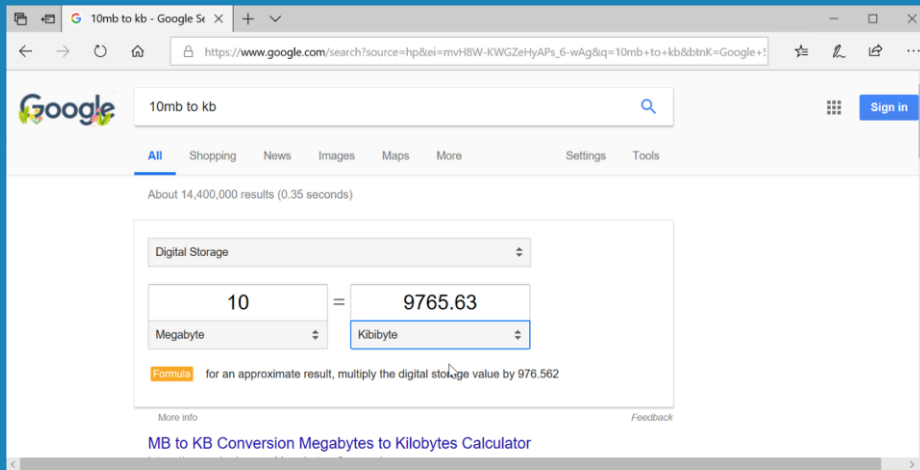 10mb to kb - Google Se
https://www.google.com/search?source=hp&ei=mvH8W-KWGZeHyAPs_6-wAg&q=10mb+to+kb&btnK=Google+S
Google
10mb to kb
Sign in
All Shopping News Images Maps More Settings Tools
About 14,400,000 results (0.35 seconds)
Digital Storage
10 = 9765.63
Megabyte Kibibyte
Formula for an approximate result, multiply the digital storage value by 976.562
More info Feedback
MB to KB Conversion Megabytes to Kilobytes Calculator